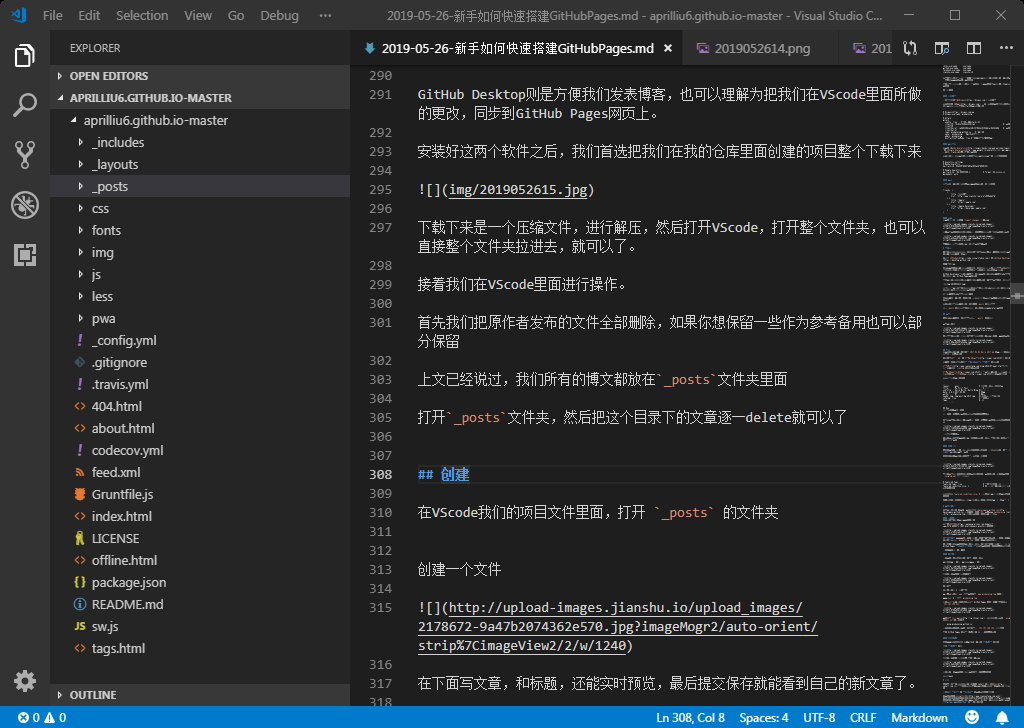 File Edit Selection View Go Debug ··· 2019-05-26-新手如何快速搭建GitHubPages.md - aprilliu6.github.io-master - Visual Studio C...
EXPLORER
OPEN EDITORS
APRILLIU6.GITHUB.IO-MASTER
aprilliu6.github.io-master
_includes
_layouts
_posts
css
fonts
img
js
less
pwa
_config.yml
.gitignore
.travis.yml
404.html
about.html
codecov.yml
feed.xml
Gruntfile.js
index.html
LICENSE
offline.html
package.json
README.md
sw.js
tags.html
OUTLINE
2019-05-26-新手如何快速搭建GitHubPages.md 2019052614.png 201
290
291 GitHub Desktop则是方便我们发表博客，也可以理解为把我们在VScode里面所做
的更改，同步到GitHub Pages网页上。
292
293 安装好这两个软件之后，我们首选把我们在我的仓库里面创建的项目整个下载下来
294
295 ![](img/2019052615.jpg)
296
297 下载下来是一个压缩文件，进行解压，然后打开VScode，打开整个文件夹，也可以
直接整个文件夹拉进去，就可以了。
298
299 接着我们在VScode里面进行操作。
300
301 首先我们把原作者发布的文件全部删除，如果你想保留一些作为参考备用也可以部
分保留
302
303 上文已经说过，我们所有的博文都放在`_posts`文件夹里面
304
305 打开`_posts`文件夹，然后把这个目录下的文章逐一delete就可以了
306
307
308 ## 创建
309
310 在VScode我们的项目文件里面，打开 `_posts` 的文件夹
311
312
313 创建一个文件
314
315 ![](http://upload-images.jianshu.io/upload_images/
2178672-9a47b2074362e570.jpg?imageMogr2/auto-orient/
strip%7CimageView2/2/w/1240)
316
317 在下面写文章，和标题，还能实时预览，最后提交保存就能看到自己的新文章了。
318
0 0 Ln 308, Col 8 Spaces: 4 UTF-8 CRLF Markdown